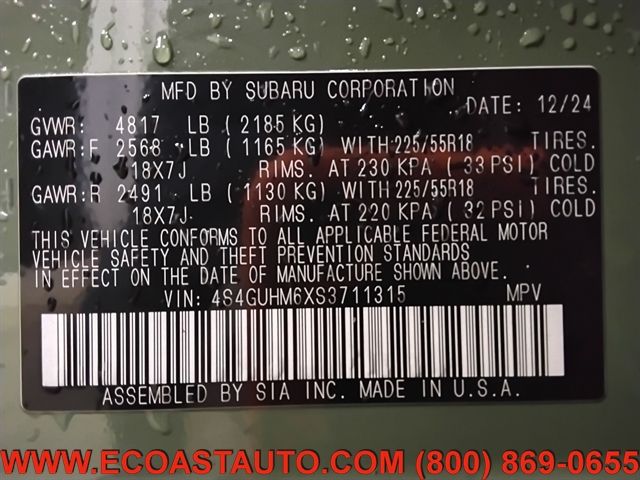 MFD BY SUBARU CORPORATION
DATE: 12/24
GVWR: 4817 LB (2185 KG)
GAWR:F 2568 LB (1165 KG) WITH 225/55R18 TIRES.
18X7J RIMS. AT 230 KPA ( 33 PSI) COLD
GAWR:R 2491 LB (1130 KG) WITH 225/55R18 TIRES.
18X7J RIMS. AT 220 KPA ( 32 PSI) COLD
THIS VEHICLE CONFORMS TO ALL APPLICABLE FEDERAL MOTOR
VEHICLE SAFETY AND THEFT PREVENTION STANDARDS
IN EFFECT ON THE DATE OF MANUFACTURE SHOWN ABOVE.
VIN: 4S4GUHM6XS3711315 MPV
ASSEMBLED BY SIA INC. MADE IN U.S.A.
WWW.ECOASTAUTO.COM (800) 869-0655